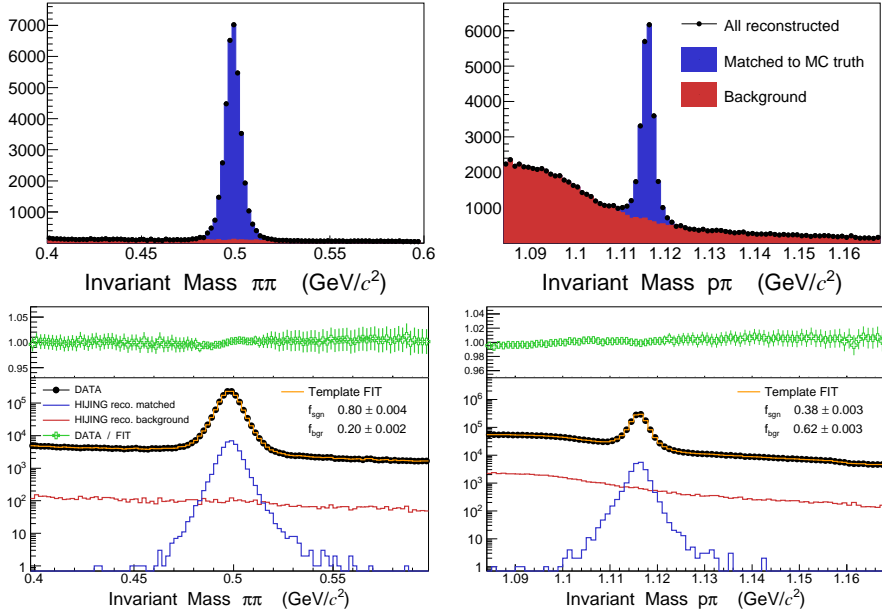 7000
6000
5000
4000
3000
2000
1000
0.4 0.45 0.5 0.55 0.6
Invariant Mass ππ (GeV/c²)
6000
4000
2000
1.09 1.1 1.11 1.12 1.13 1.14 1.15 1.16
Invariant Mass pπ (GeV/c²)
All reconstructed
Matched to MC truth
Background
1.05
1.00
0.95
DATA
HIJING reco. matched
HIJING reco. background
DATA / FIT
Template FIT
f_sgn 0.80 ± 0.004
f_bgr 0.20 ± 0.002
10⁵
10⁴
10³
10²
10
1
0.4 0.45 0.5 0.55
Invariant Mass ππ (GeV/c²)
1.04
1.02
1.00
0.98
0.96
Template FIT
f_sgn 0.38 ± 0.003
f_bgr 0.62 ± 0.003
10⁶
10⁵
10⁴
10³
10²
10
1
1.09 1.1 1.11 1.12 1.13 1.14 1.15 1.16
Invariant Mass pπ (GeV/c²)